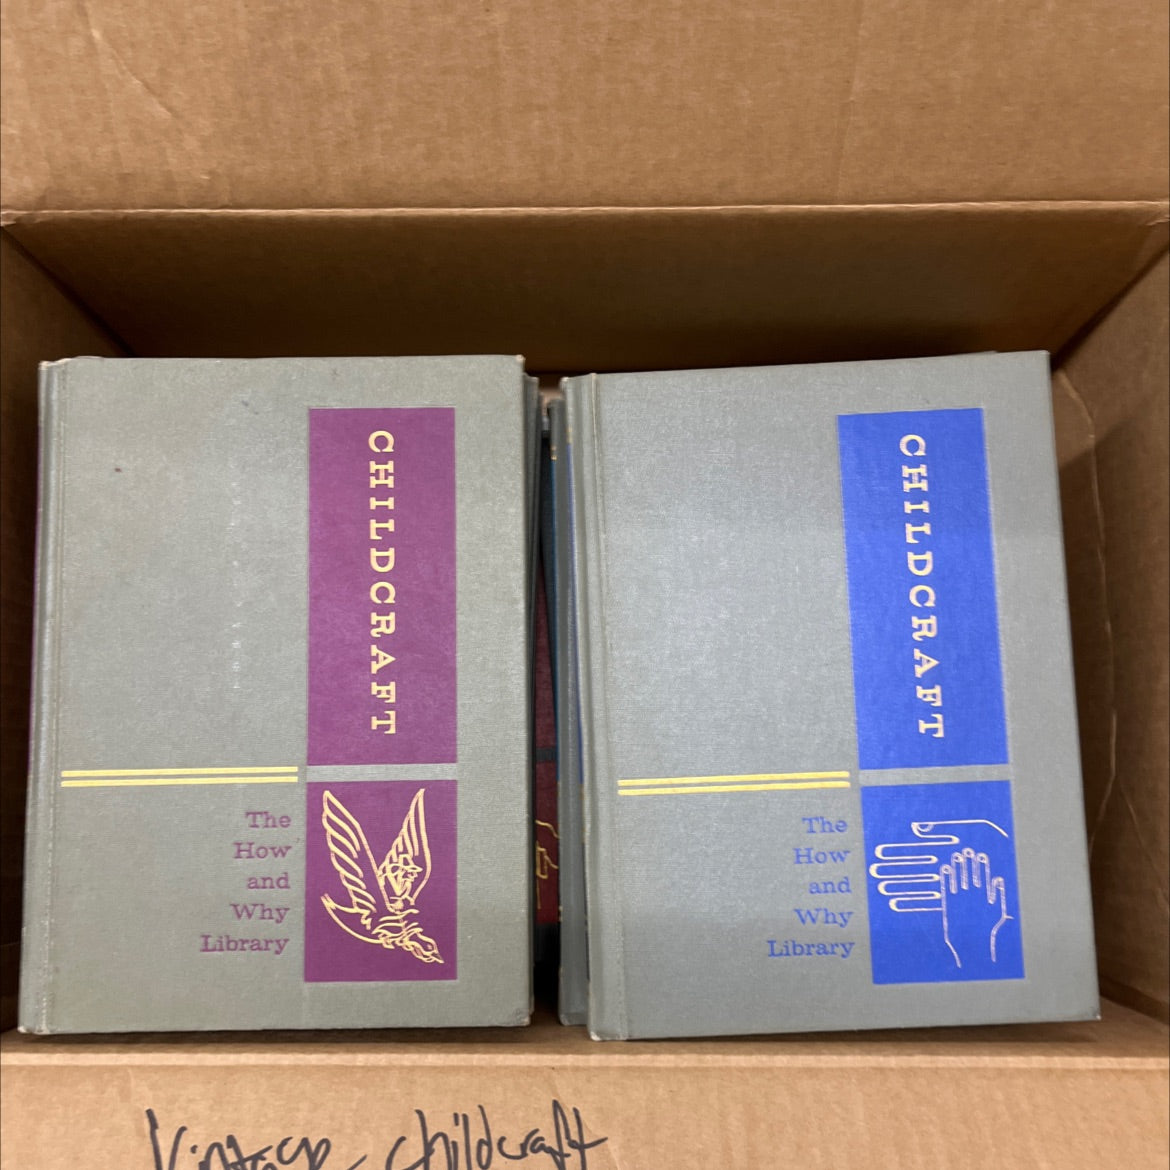 CHILDCRAFT
The
How
and
Why
Library
CHILDCRAFT
The
How
and
Why
Library
Vintage childcraft